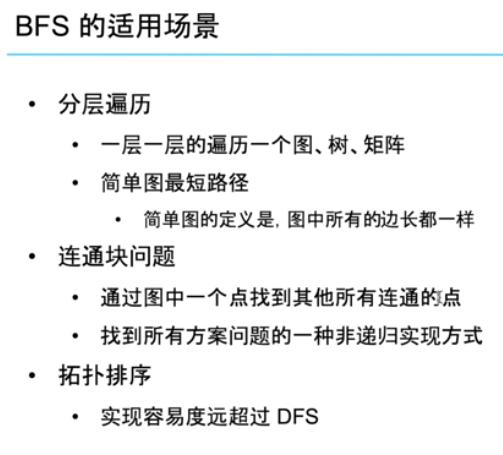 BFS 的适用场景
• 分层遍历
• 一层一层的遍历一个图、树、矩阵
• 简单图最短路径
• 简单图的定义是, 图中所有的边长都一样
• 连通块问题
• 通过图中一个点找到其他所有连通的点
• 找到所有方案问题的一种非递归实现方式
• 拓扑排序
• 实现容易度远超过 DFS